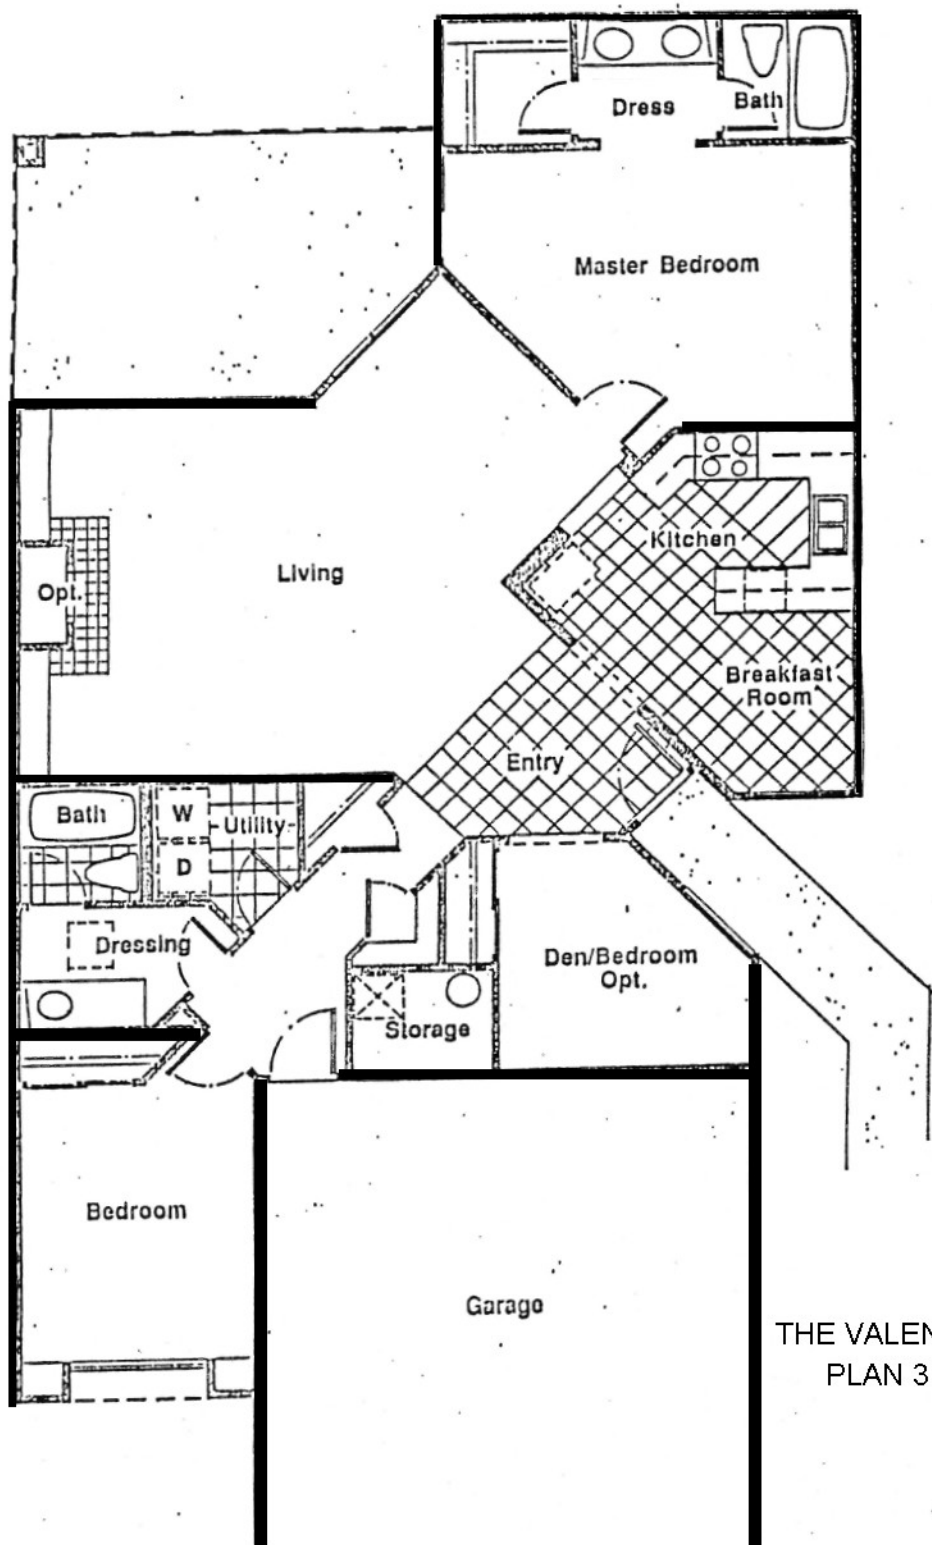 Dress
Bath
Master Bedroom
Kitchen
Living
Opt.
Breakfast
Room
Entry
Bath
W
Utility
D
Dressing
Den/Bedroom
Opt.
Storage
Bedroom
Garage
THE VALEN
PLAN 3